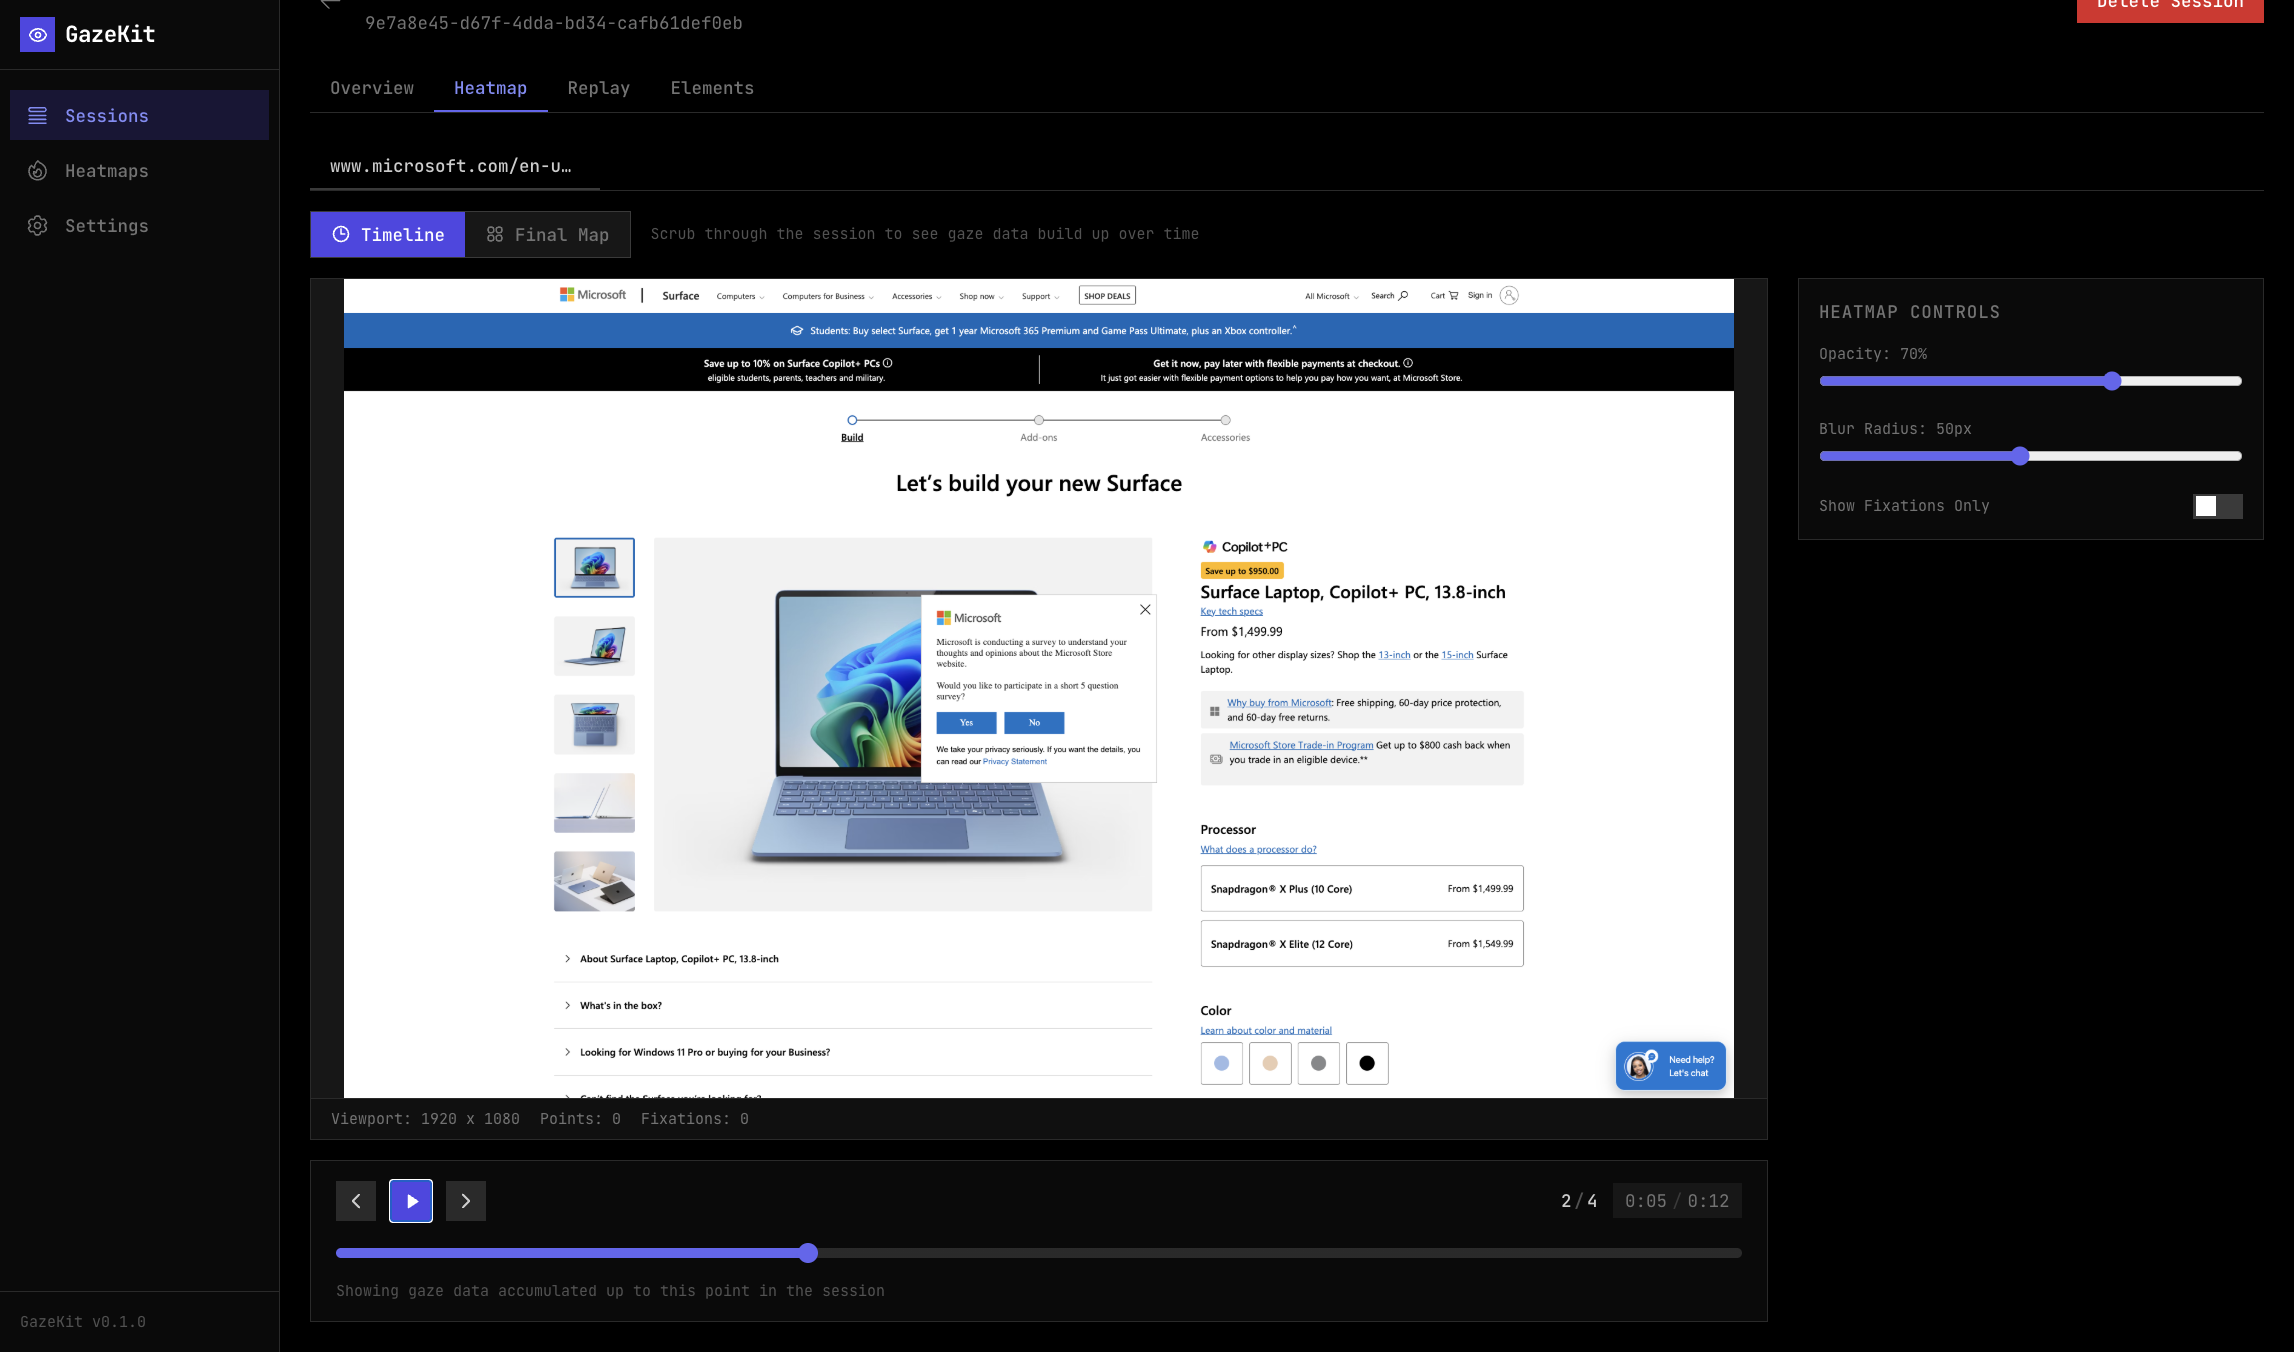 GazeKit
Sessions
Heatmaps
Settings
GazeKit v0.1.0
9e7a8e45-d67f-4dda-bd34-cafb61def0eb
Delete Session
Overview Heatmap Replay Elements
www.microsoft.com/en-u…
Timeline Final Map Scrub through the session to see gaze data build up over time
Microsoft Surface Computers Computers for Business Accessories Shop now Support SHOP DEALS All Microsoft Search Cart Sign in
Students: Buy select Surface, get 1 year Microsoft 365 Premium and Game Pass Ultimate, plus an Xbox controller.^
Save up to 10% on Surface Copilot+ PCs
eligible students, parents, teachers and military.
Get it now, pay later with flexible payments at checkout.
It just got easier with flexible payment options to help you pay how you want, at Microsoft Store.
Build Add-ons Accessories
Let's build your new Surface
Microsoft
Microsoft is conducting a survey to understand your
thoughts and opinions about the Microsoft Store
website.
Would you like to participate in a short 5 question
survey?
Yes No
We take your privacy seriously. If you want the details, you
can read our Privacy Statement
Copilot+PC
Save up to $950.00
Surface Laptop, Copilot+ PC, 13.8-inch
Key tech specs
From $1,499.99
Looking for other display sizes? Shop the 13-inch or the 15-inch Surface
Laptop.
Why buy from Microsoft: Free shipping, 60-day price protection,
and 60-day free returns.
Microsoft Store Trade-in Program Get up to $800 cash back when
you trade in an eligible device.**
Processor
What does a processor do?
Snapdragon® X Plus (10 Core) From $1,499.99
Snapdragon® X Elite (12 Core) From $1,549.99
Color
Learn about color and material
About Surface Laptop, Copilot+ PC, 13.8-inch
What's in the box?
Looking for Windows 11 Pro or buying for your Business?
Can't find the Surface you're looking for?
Need help?
Let's chat
Viewport: 1920 x 1080 Points: 0 Fixations: 0
2/4 0:05 / 0:12
Showing gaze data accumulated up to this point in the session
HEATMAP CONTROLS
Opacity: 70%
Blur Radius: 50px
Show Fixations Only